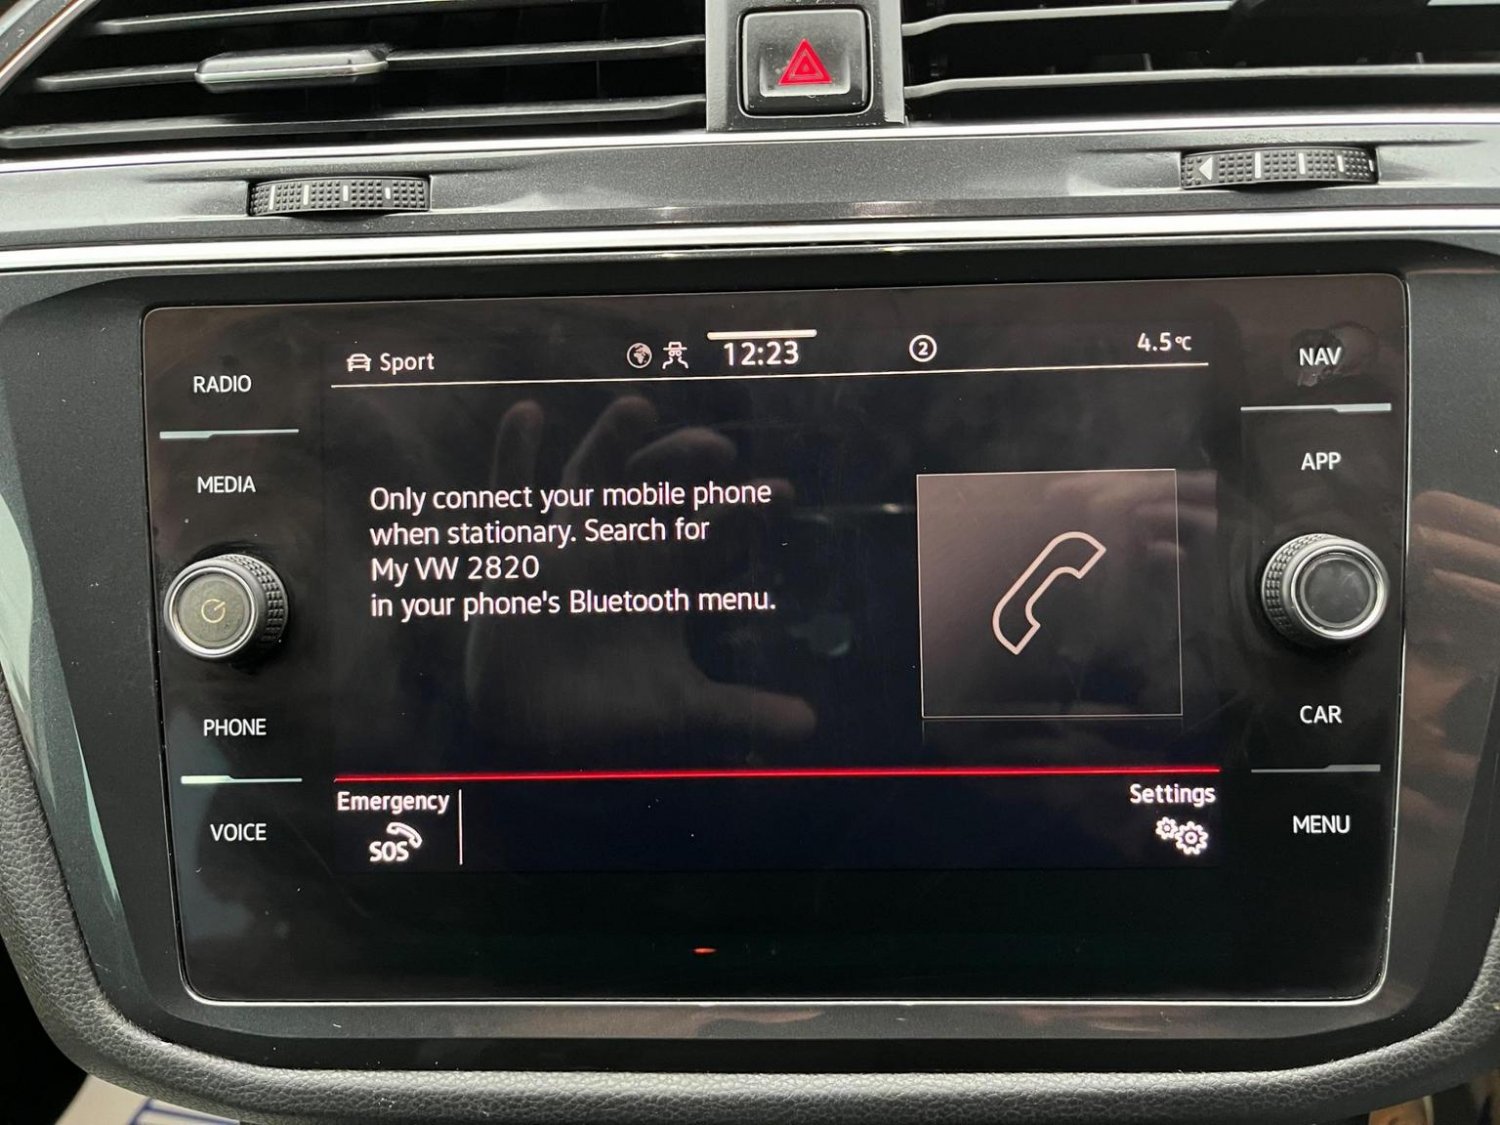 Sport
12:23
2
4.5°C
RADIO
MEDIA
PHONE
VOICE
Only connect your mobile phone
when stationary. Search for
My VW 2820
in your phone's Bluetooth menu.
Emergency
SOS
Settings
NAV
APP
CAR
MENU